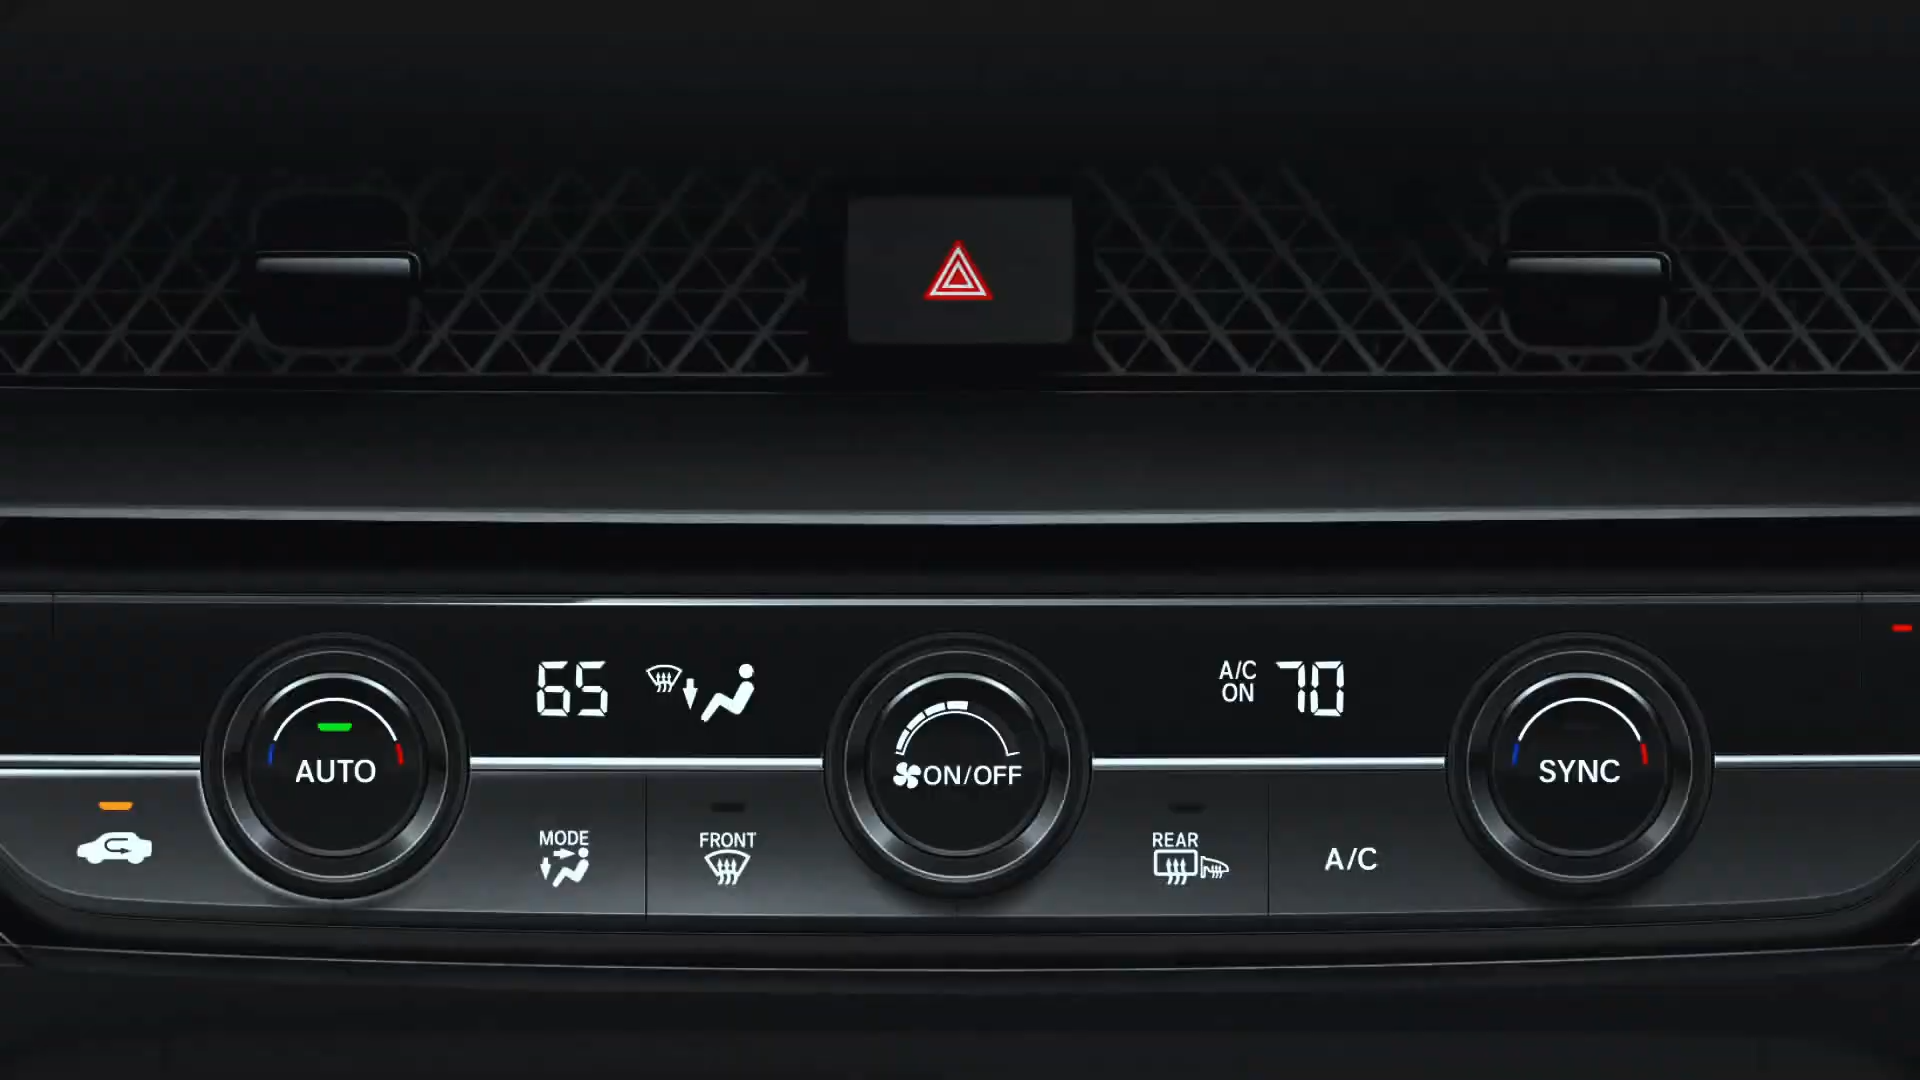 65
A/C
ON
70
AUTO
ON/OFF
SYNC
MODE
FRONT
REAR
A/C